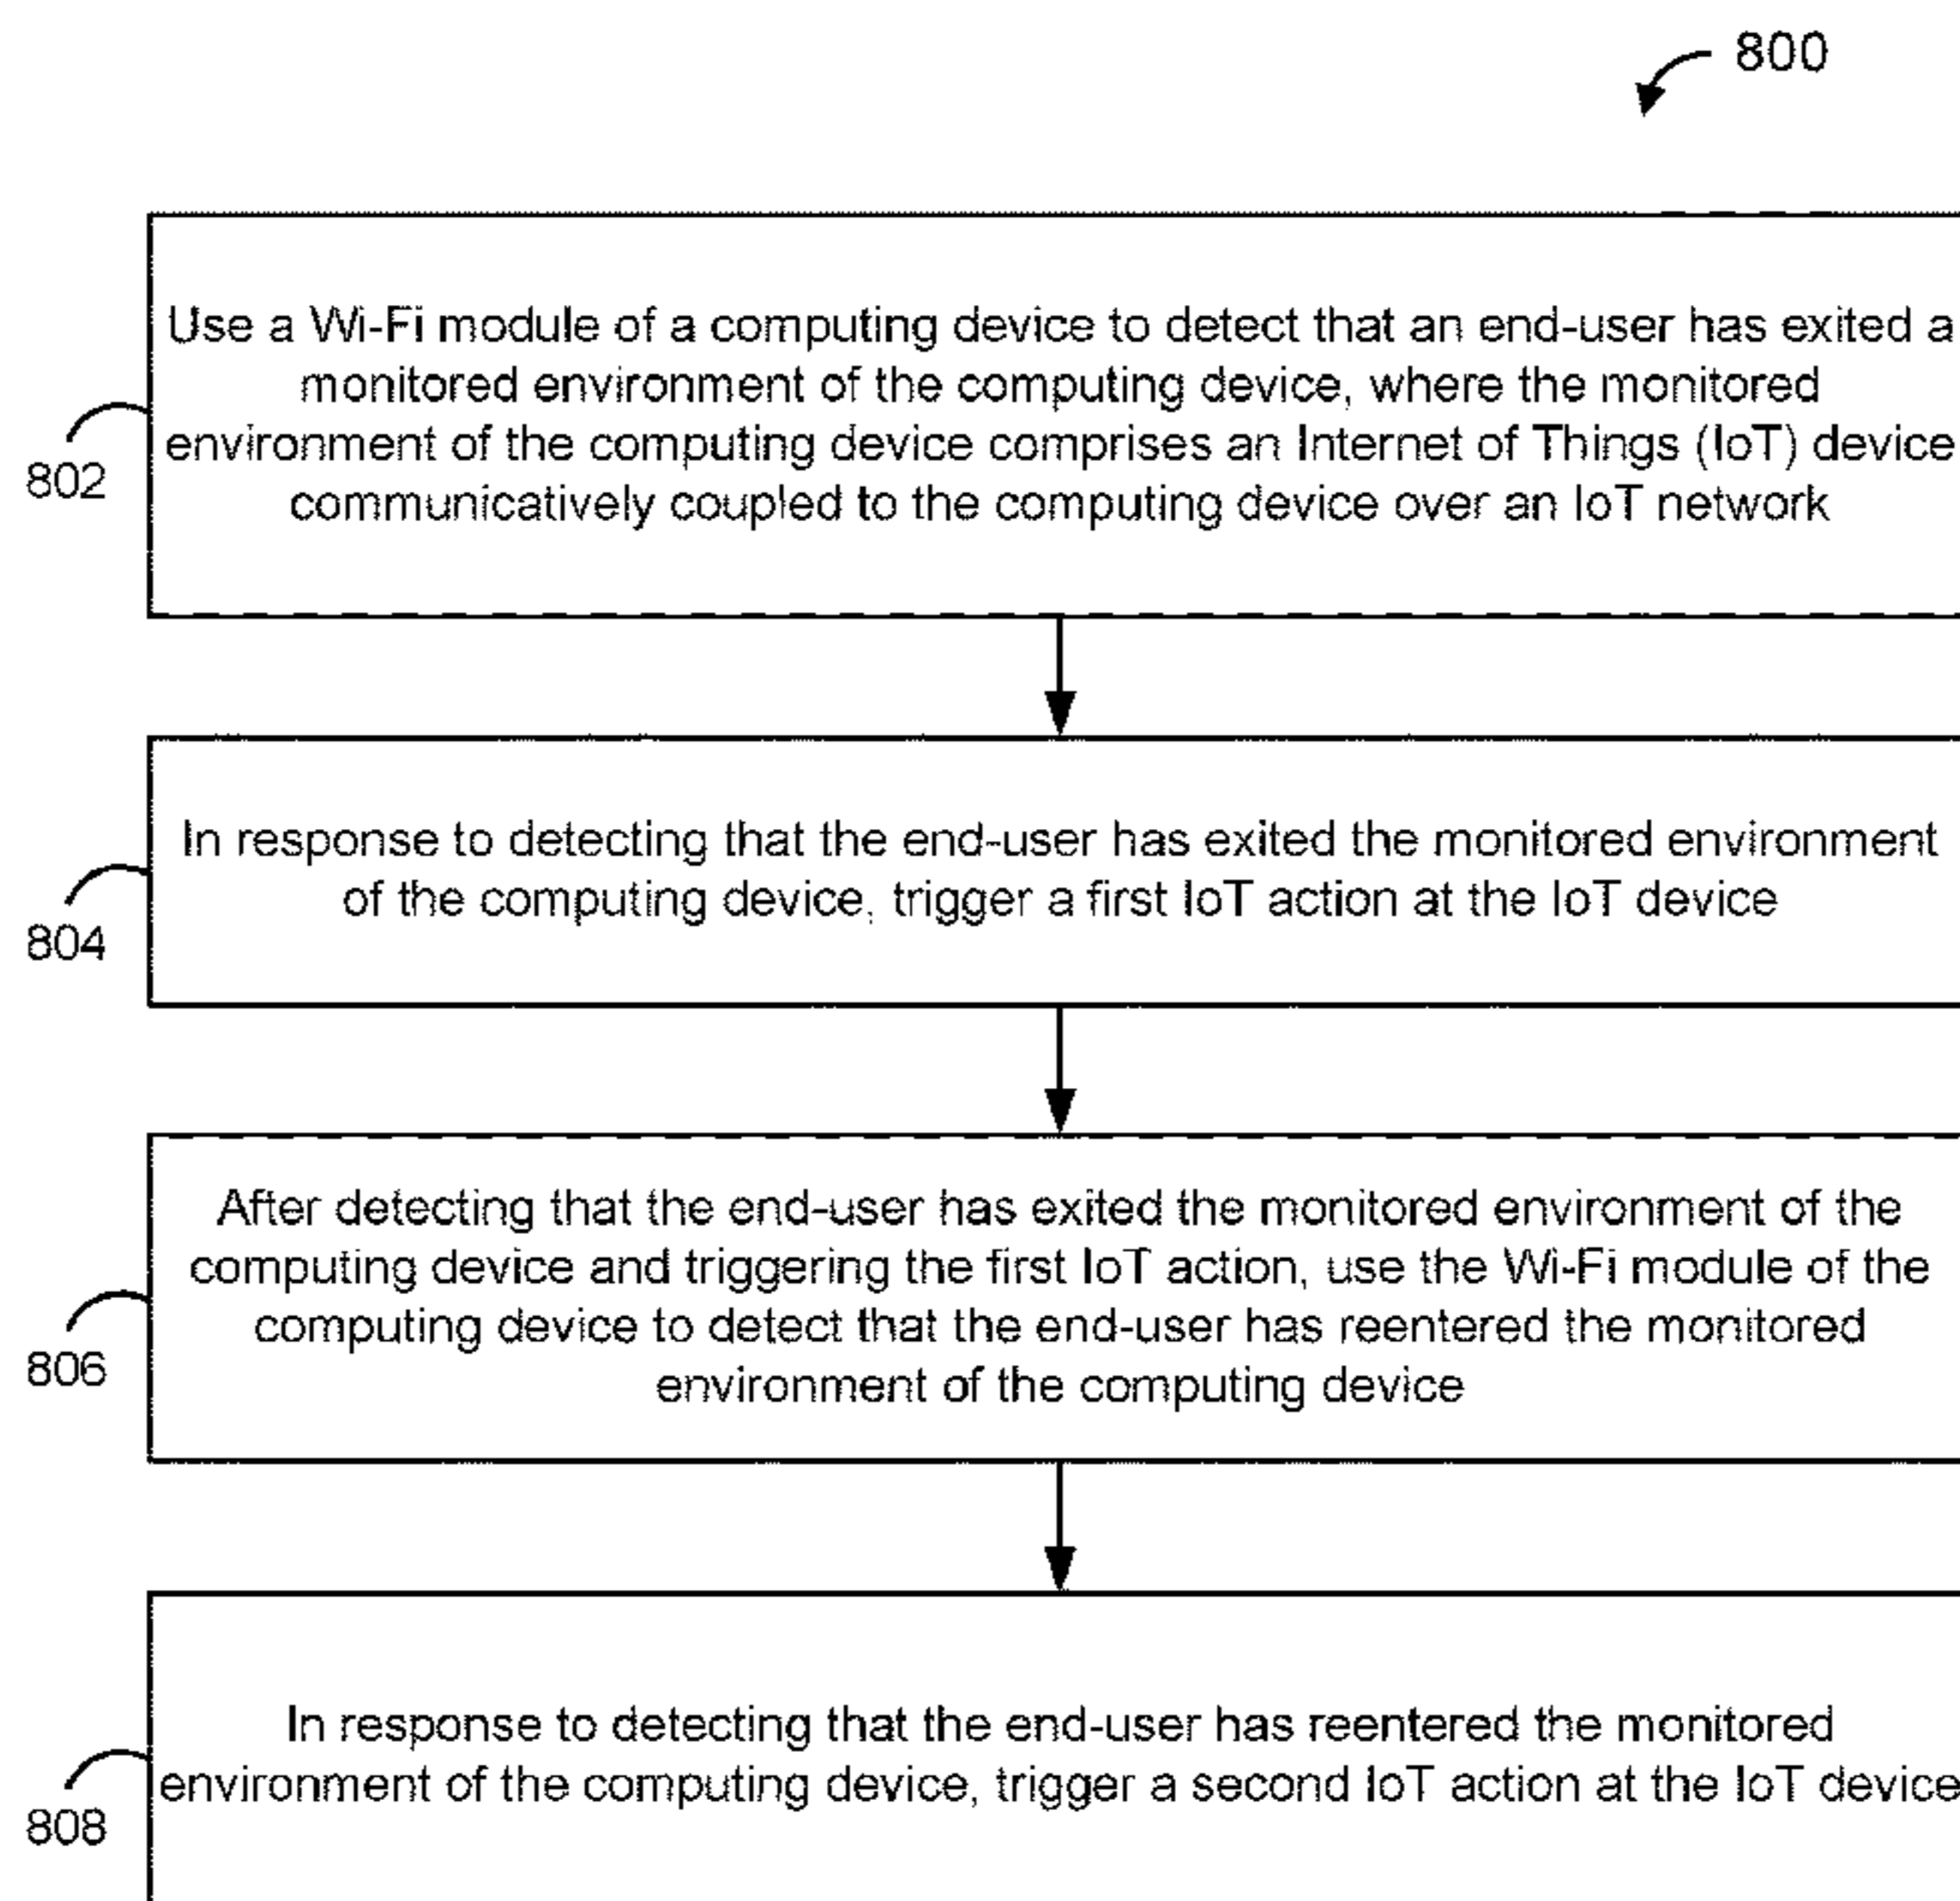 800
Use a Wi-Fi module of a computing device to detect that an end-user has exited a
monitored environment of the computing device, where the monitored
environment of the computing device comprises an Internet of Things (IoT) device
communicatively coupled to the computing device over an IoT network
802
In response to detecting that the end-user has exited the monitored environment
of the computing device, trigger a first IoT action at the IoT device
804
After detecting that the end-user has exited the monitored environment of the
computing device and triggering the first IoT action, use the Wi-Fi module of the
computing device to detect that the end-user has reentered the monitored
environment of the computing device
806
In response to detecting that the end-user has reentered the monitored
environment of the computing device, trigger a second IoT action at the IoT device
808